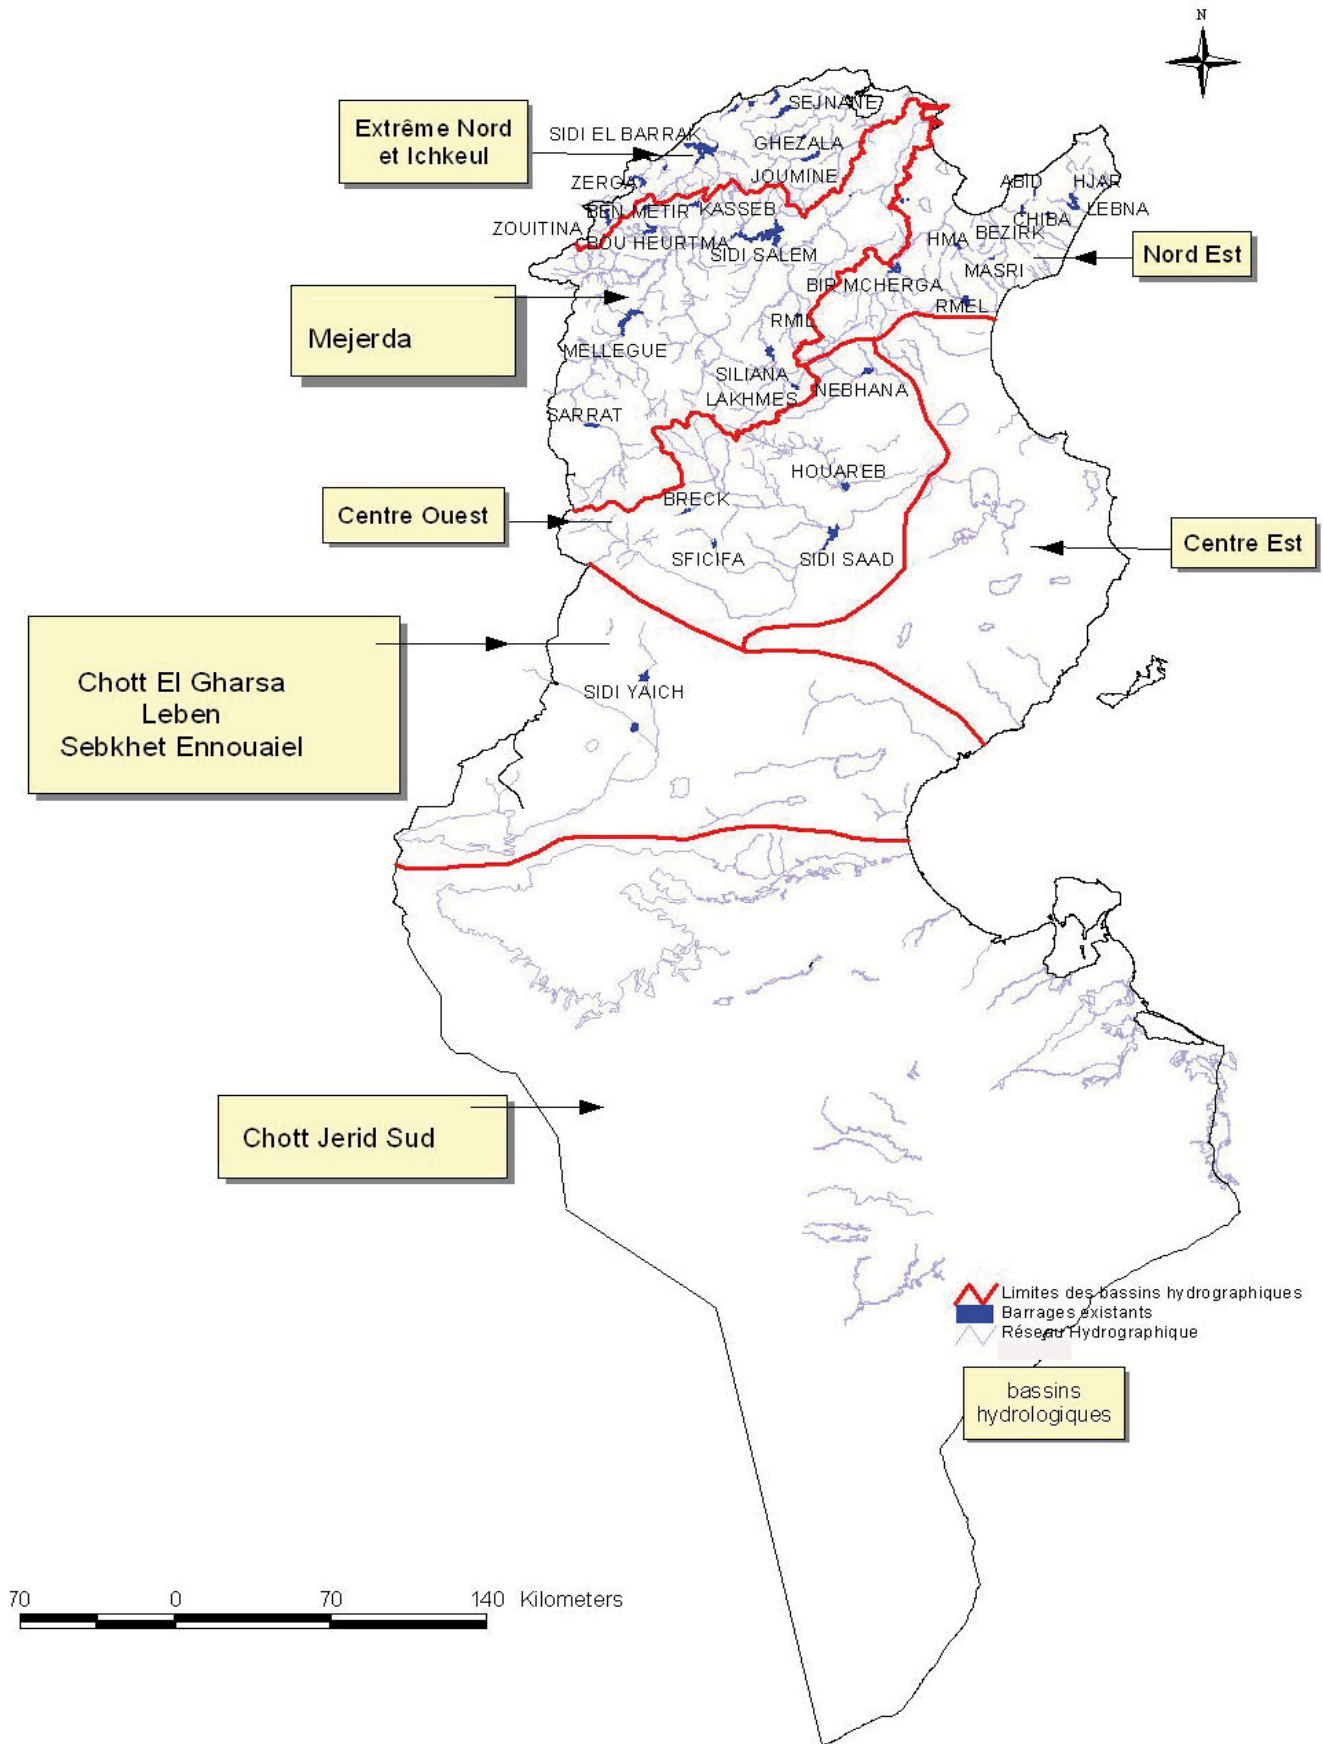 N
SEJNANE
Extrême Nord
et Ichkeul
SIDI EL BARRAK
GHEZALA
JOUMINE
ZERGA
ABID
HJAR
BEN METIR
KASSEB
LEBNA
CHIBA
ZOUITINA
BEZIRK
HMA
BOU HEURTMA
SIDI SALEM
Nord Est
MASRI
BIR MCHERGA
RMEL
Mejerda
RMIL
MELLEGUE
SILIANA
NEBHANA
LAKHMES
SARRAT
HOUAREB
BRECK
Centre Ouest
Centre Est
SFICIFA
SIDI SAAD
Chott El Gharsa
Leben
Sebkhet Ennouaiel
SIDI YAICH
Chott Jerid Sud
Limites des bassins hydrographiques
Barrages existants
Réseau Hydrographique
bassins
hydrologiques
70 0 70 140 Kilometers